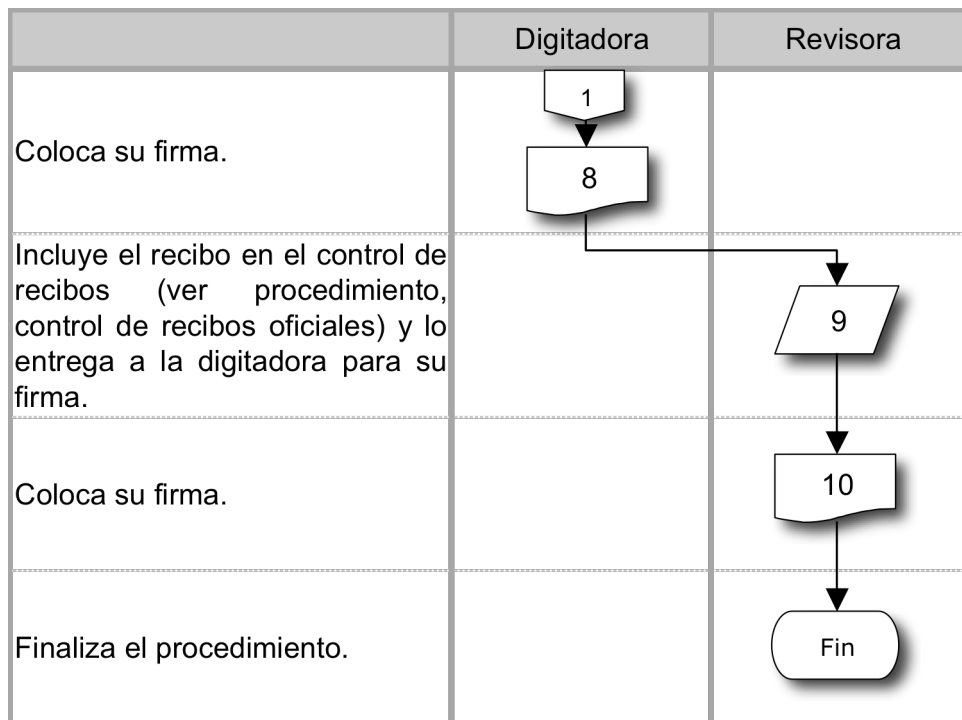 Digitadora Revisora
1
Coloca su firma.
8
Incluye el recibo en el control de
recibos (ver procedimiento,
control de recibos oficiales) y lo
entrega a la digitadora para su
firma.
9
Coloca su firma.
10
Finaliza el procedimiento.
Fin